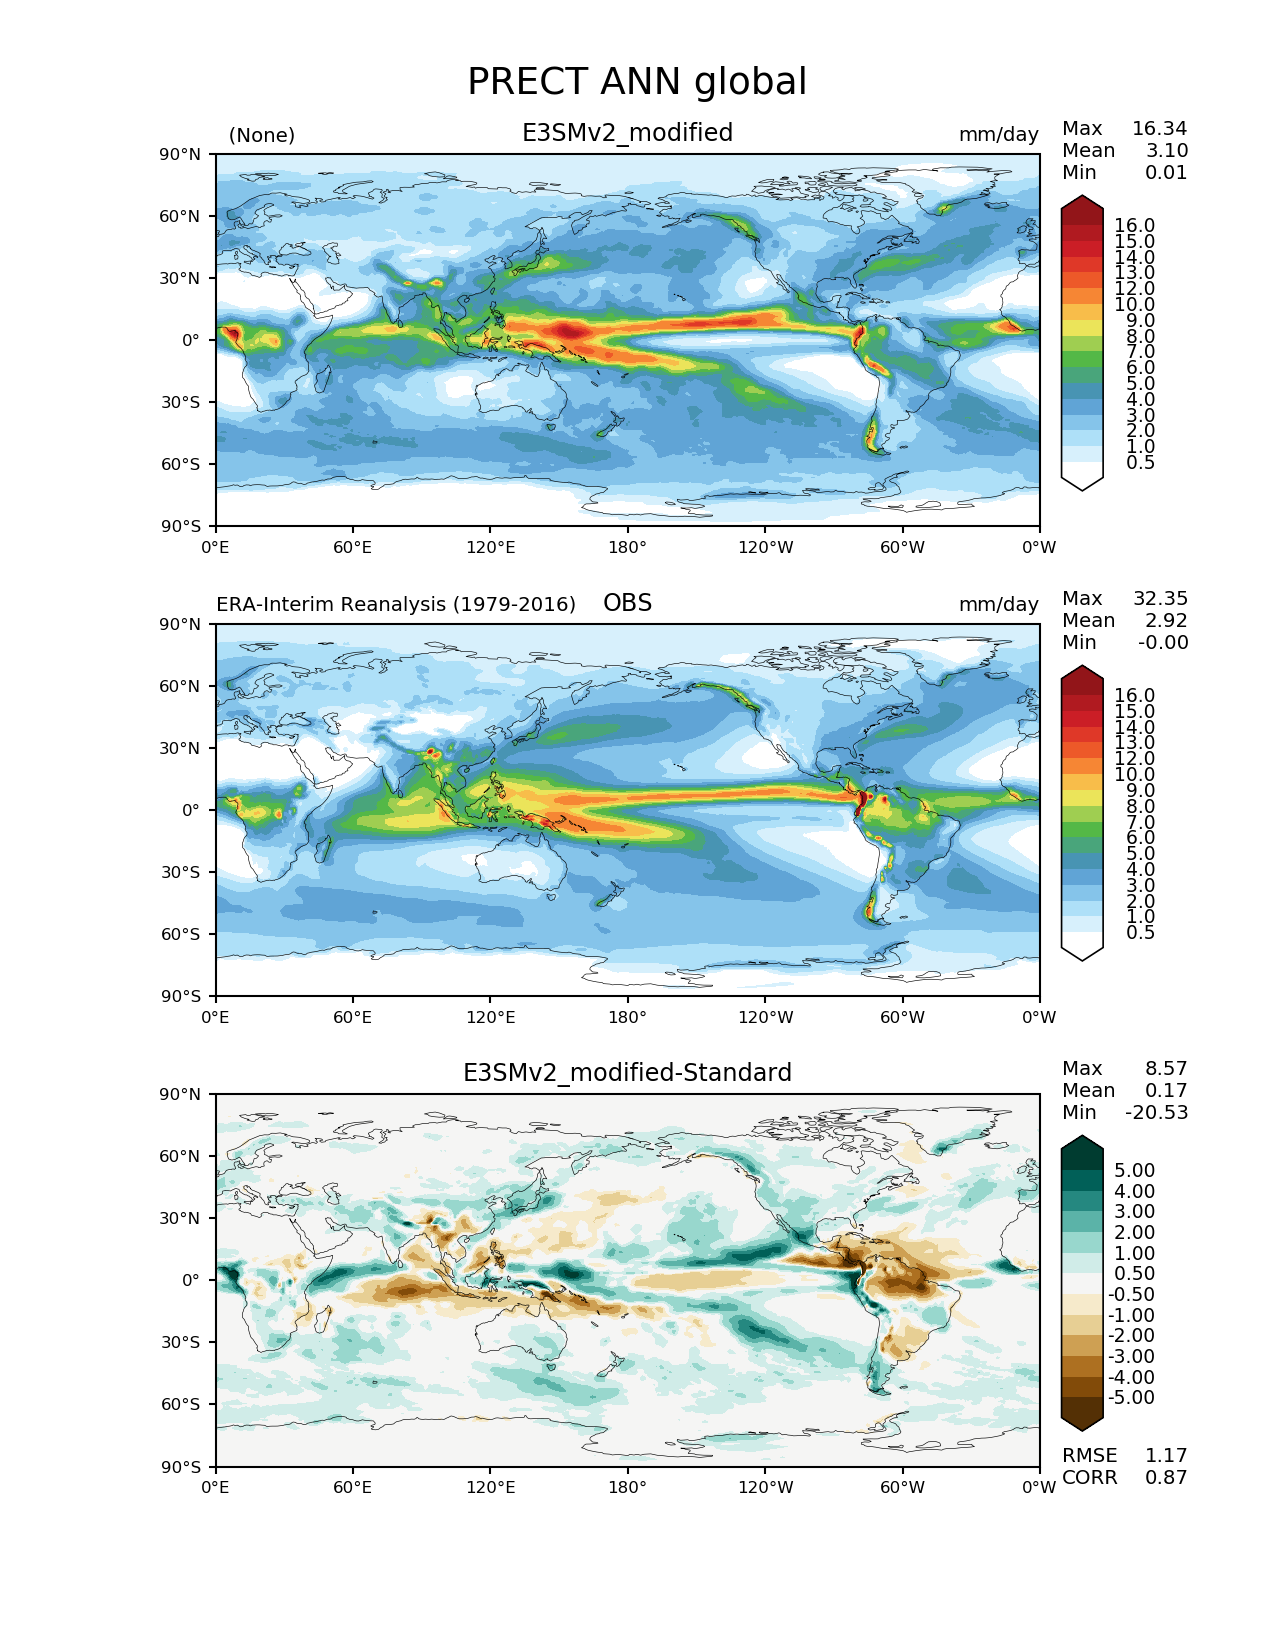 PRECT ANN global
(None) E3SMv2_modified mm/day
Max 16.34
Mean 3.10
Min 0.01
90°N
60°N
30°N
0°
30°S
60°S
90°S
0°E 60°E 120°E 180° 120°W 60°W 0°W
16.0
15.0
14.0
13.0
12.0
10.0
9.0
8.0
7.0
6.0
5.0
4.0
3.0
2.0
1.0
0.5
ERA-Interim Reanalysis (1979-2016) OBS mm/day
Max 32.35
Mean 2.92
Min -0.00
90°N
60°N
30°N
0°
30°S
60°S
90°S
0°E 60°E 120°E 180° 120°W 60°W 0°W
16.0
15.0
14.0
13.0
12.0
10.0
9.0
8.0
7.0
6.0
5.0
4.0
3.0
2.0
1.0
0.5
E3SMv2_modified-Standard
Max 8.57
Mean 0.17
Min -20.53
90°N
60°N
30°N
0°
30°S
60°S
90°S
0°E 60°E 120°E 180° 120°W 60°W 0°W
5.00
4.00
3.00
2.00
1.00
0.50
-0.50
-1.00
-2.00
-3.00
-4.00
-5.00
RMSE 1.17
CORR 0.87